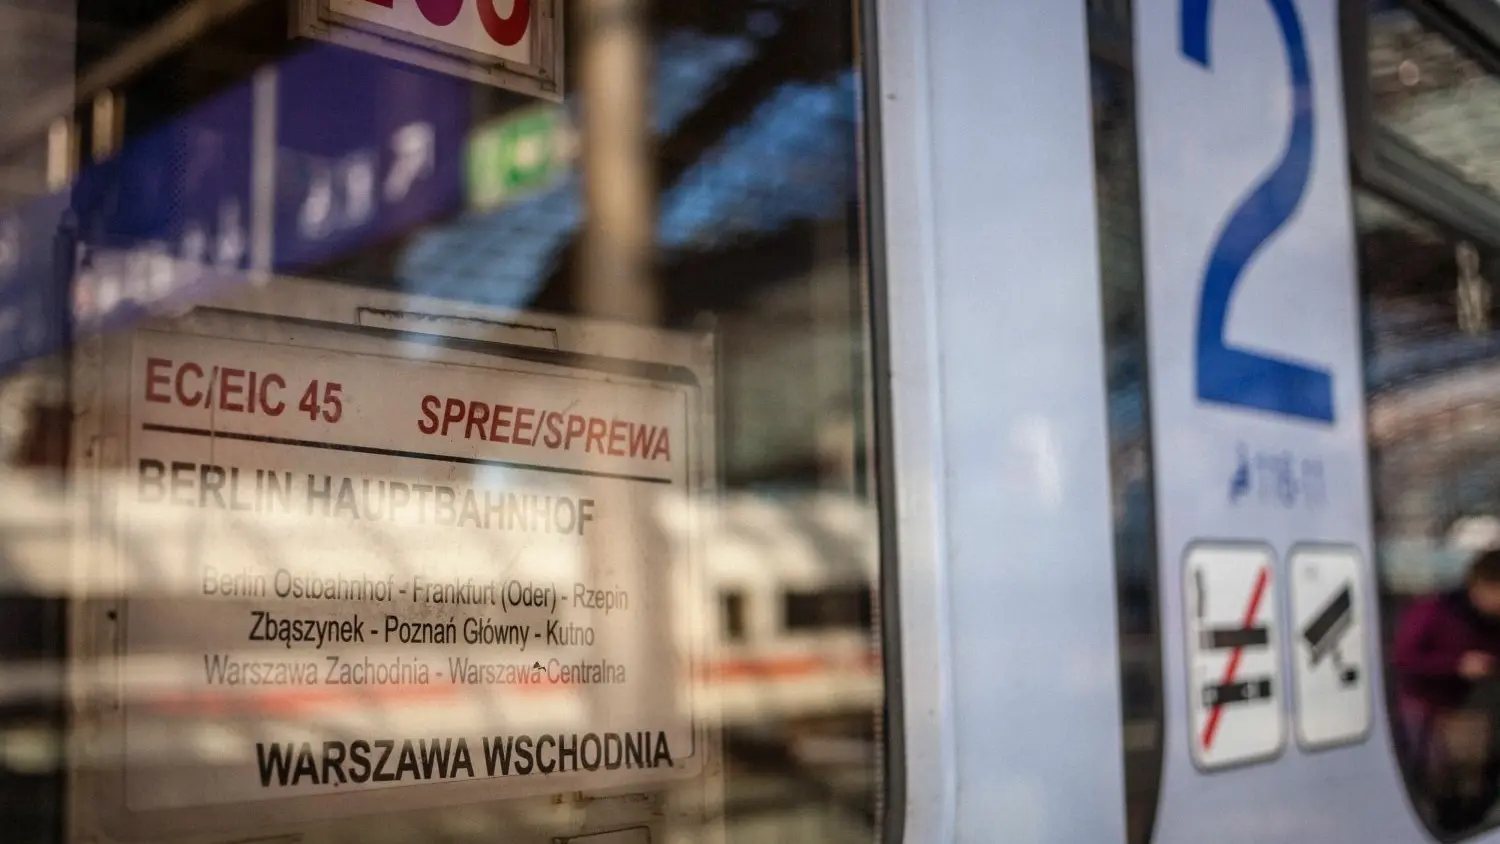 EC/EIC 45 SPREE/SPREWA
BERLIN HAUPTBAHNHOF
Berlin Ostbahnhof - Frankfurt (Oder) - Rzepin
Zbąszynek - Poznań Główny - Kutno
Warszawa Zachodnia - Warszawa Centralna
WARSZAWA WSCHODNIA
2